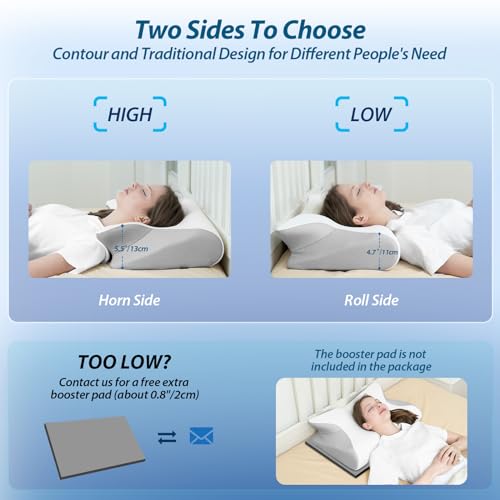 Two Sides To Choose
Contour and Traditional Design for Different People's Need
HIGH
LOW
5.5"/13cm
4.7"/11cm
Horn Side
Roll Side
TOO LOW?
Contact us for a free extra
booster pad (about 0.8"/2cm)
The booster pad is not
included in the package